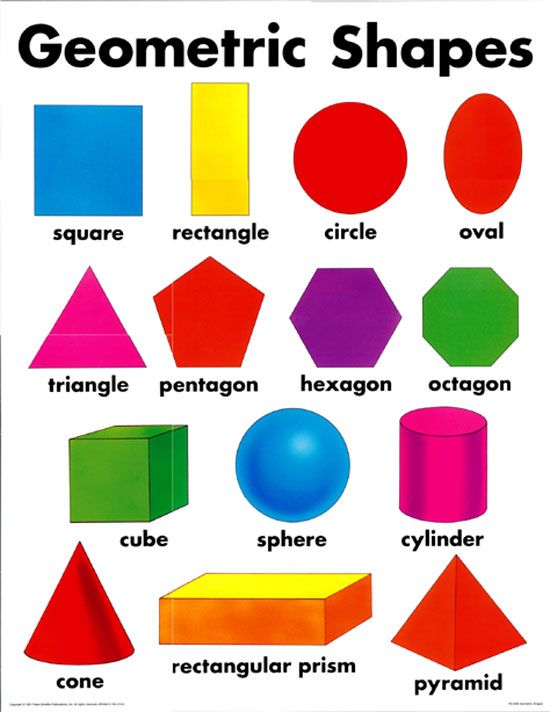 Geometric Shapes
square rectangle circle oval
triangle pentagon hexagon octagon
cube sphere cylinder
cone rectangular prism pyramid